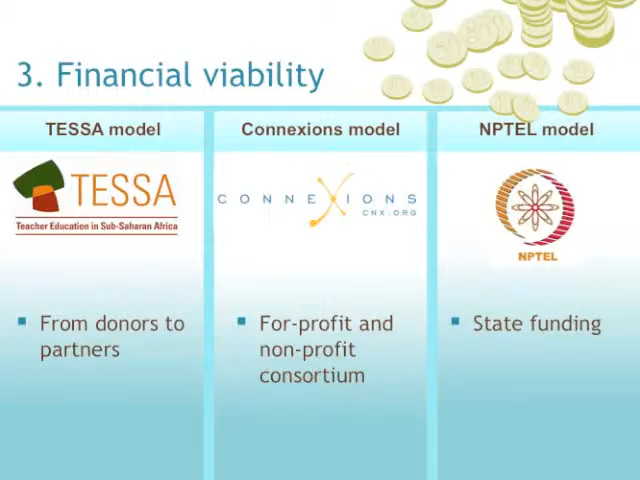 3. Financial viability
TESSA model
Connexions model
NPTEL model
TESSA
Teacher Education in Sub-Saharan Africa
CONNEXIONS
CNX.ORG
NPTEL
▪ From donors to
partners
▪ For-profit and
non-profit
consortium
▪ State funding